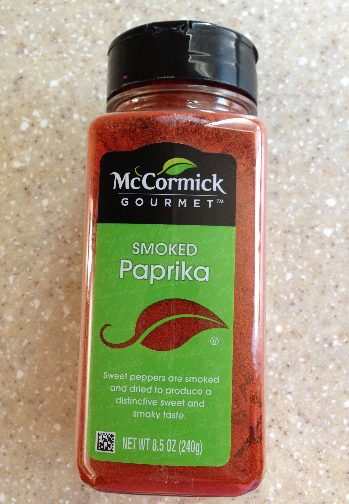 McCormick
GOURMET™
SMOKED
Paprika
Sweet peppers are smoked
and dried to produce a
distinctive sweet and
smoky taste.
NET WT 8.5 OZ (240g)